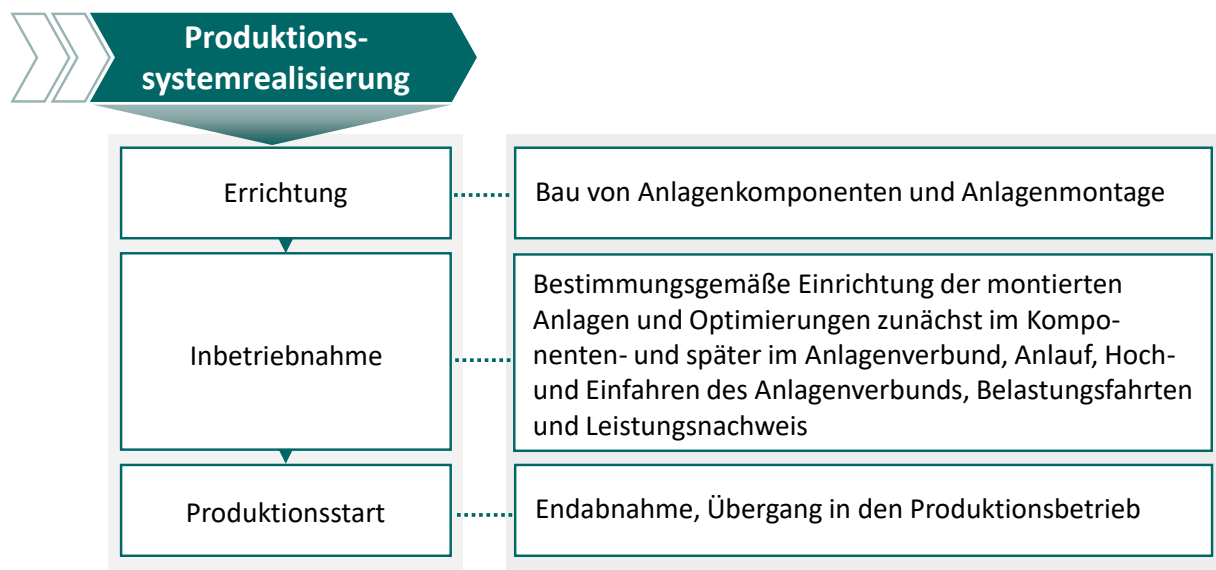 Produktions-
systemrealisierung
Errichtung
Bau von Anlagenkomponenten und Anlagenmontage
Inbetriebnahme
Bestimmungsgemäße Einrichtung der montierten
Anlagen und Optimierungen zunächst im Kompo-
nenten- und später im Anlagenverbund, Anlauf, Hoch-
und Einfahren des Anlagenverbunds, Belastungsfahrten
und Leistungsnachweis
Produktionsstart
Endabnahme, Übergang in den Produktionsbetrieb